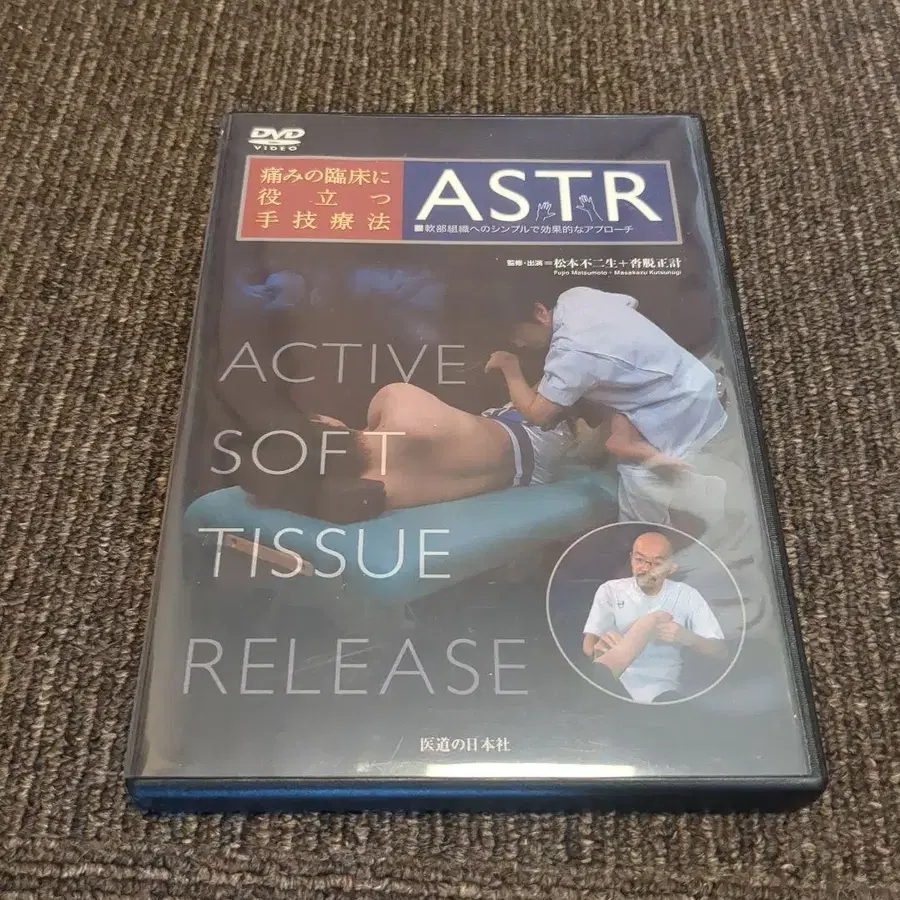 DVD
VIDEO
痛みの臨床に
役立つ
手技療法
ASTR
■軟部組織へのシンプルで効果的なアプローチ
監修・出演＝松本不二生＋沓脱正計
Fujio Matsumoto + Masakazu Kutsunugi
ACTIVE
SOFT
TISSUE
RELEASE
医道の日本社